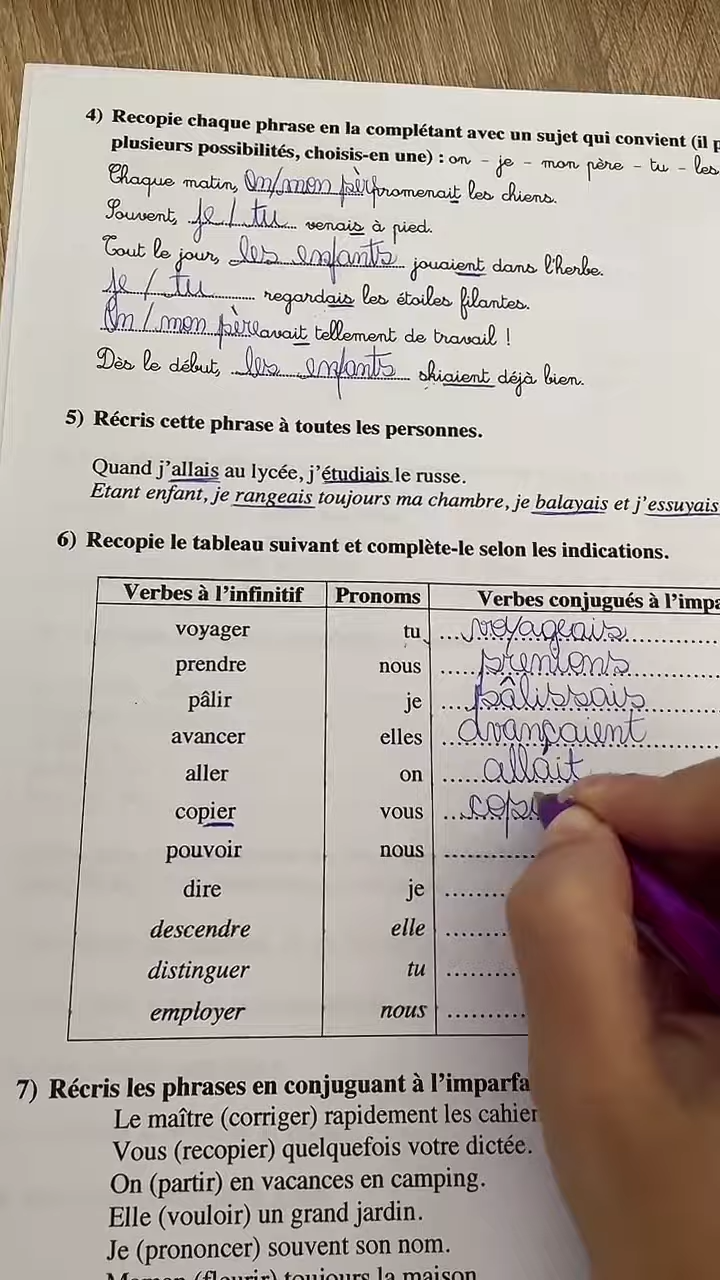 4) Recopie chaque phrase en la complétant avec un sujet qui convient (il p
plusieurs possibilités, choisis-en une) : on - je - mon père - tu - les
Chaque matin, On/mon père promenait les chiens.
Souvent, je / tu venais à pied.
Tout le jour, les enfants jouaient dans l'herbe.
Je / tu regardais les étoiles filantes.
On / mon père avait tellement de travail !
Dès le début, les enfants skiaient déjà bien.
5) Récris cette phrase à toutes les personnes.
Quand j'allais au lycée, j'étudiais le russe.
Etant enfant, je rangeais toujours ma chambre, je balayais et j'essuyais
6) Recopie le tableau suivant et complète-le selon les indications.
Verbes à l'infinitif Pronoms Verbes conjugués à l'impa
voyager tu voyageais
prendre nous prenions
pâlir je pâlissais
avancer elles avançaient
aller on allait
copier vous cop
pouvoir nous
dire je
descendre elle
distinguer tu
employer nous
7) Récris les phrases en conjuguant à l'imparfa
Le maître (corriger) rapidement les cahier
Vous (recopier) quelquefois votre dictée.
On (partir) en vacances en camping.
Elle (vouloir) un grand jardin.
Je (prononcer) souvent son nom.
Maman (fleurir) toujours la maison